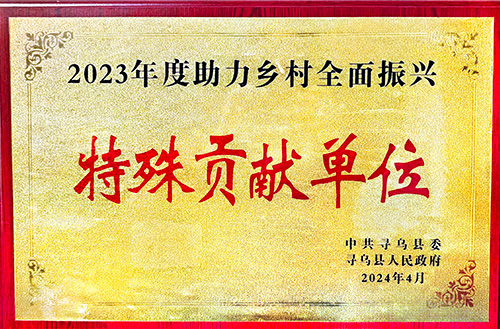 2023年度助力乡村全面振兴
特殊贡献单位
中共寻乌县委
寻乌县人民政府
2024年4月